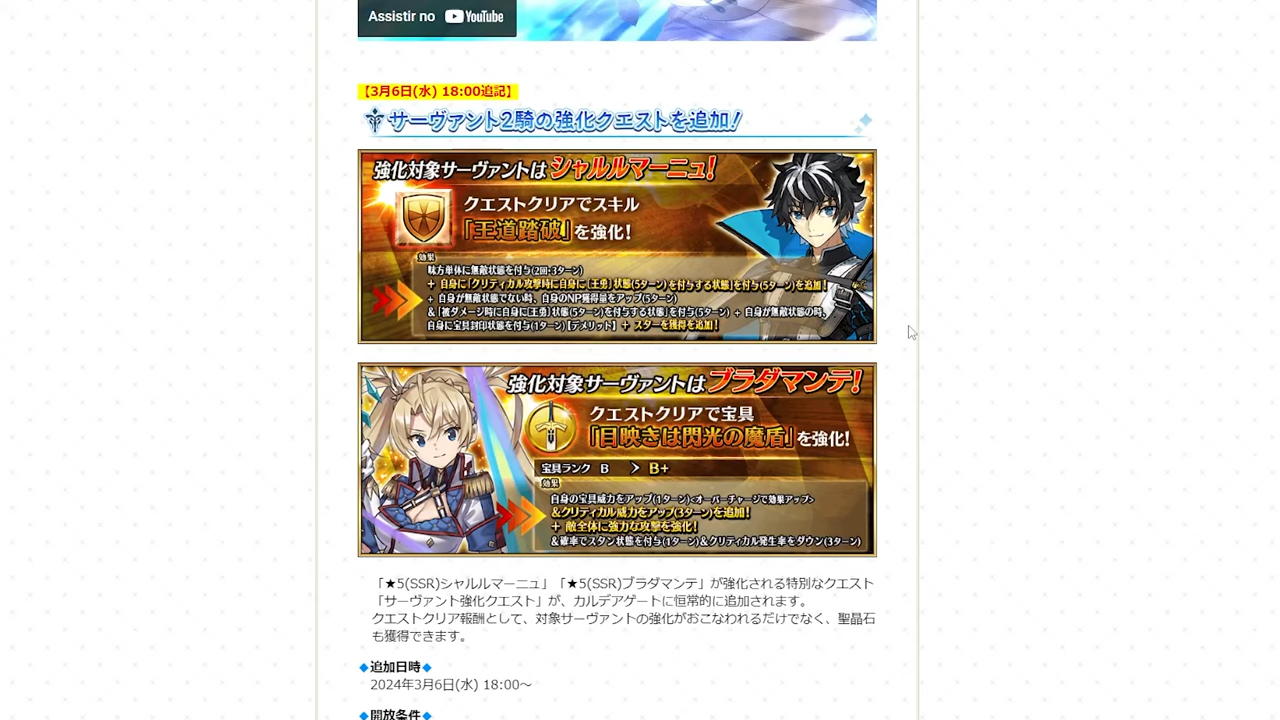 Assistir no YouTube
【3月6日(水) 18:00追記】
サーヴァント2騎の強化クエストを追加！
強化対象サーヴァントはシャルルマーニュ！
クエストクリアでスキル
「王道踏破」を強化！
効果
味方単体に無敵状態を付与(2回・3ターン)
＋ 自身に「クリティカル攻撃時に自身に〔王勇〕状態(5ターン)を付与する状態」を付与(5ターン)を追加！
＋ 自身が無敵状態でない時、自身のNP獲得量をアップ(5ターン)
＆「被ダメージ時に自身に〔王勇〕状態(5ターン)を付与する状態」を付与(5ターン) ＋ 自身が無敵状態の時、
自身に宝具封印状態を付与(1ターン)【デメリット】 ＋ スターを獲得を追加！
強化対象サーヴァントはブラダマンテ！
クエストクリアで宝具
「目映きは閃光の魔盾」を強化！
宝具ランク B > B+
効果
自身の宝具威力をアップ(1ターン)<オーバーチャージで効果アップ>
＆クリティカル威力をアップ(3ターン)を追加！
＋ 敵全体に強力な攻撃を強化！
＆確率でスタン状態を付与(1ターン)＆クリティカル発生率をダウン(3ターン)
「★5(SSR)シャルルマーニュ」「★5(SSR)ブラダマンテ」が強化される特別なクエスト
「サーヴァント強化クエスト」が、カルデアゲートに恒常的に追加されます。
クエストクリア報酬として、対象サーヴァントの強化がおこなわれるだけでなく、聖晶石
も獲得できます。
◆追加日時◆
2024年3月6日(水) 18:00～
◆開放条件◆